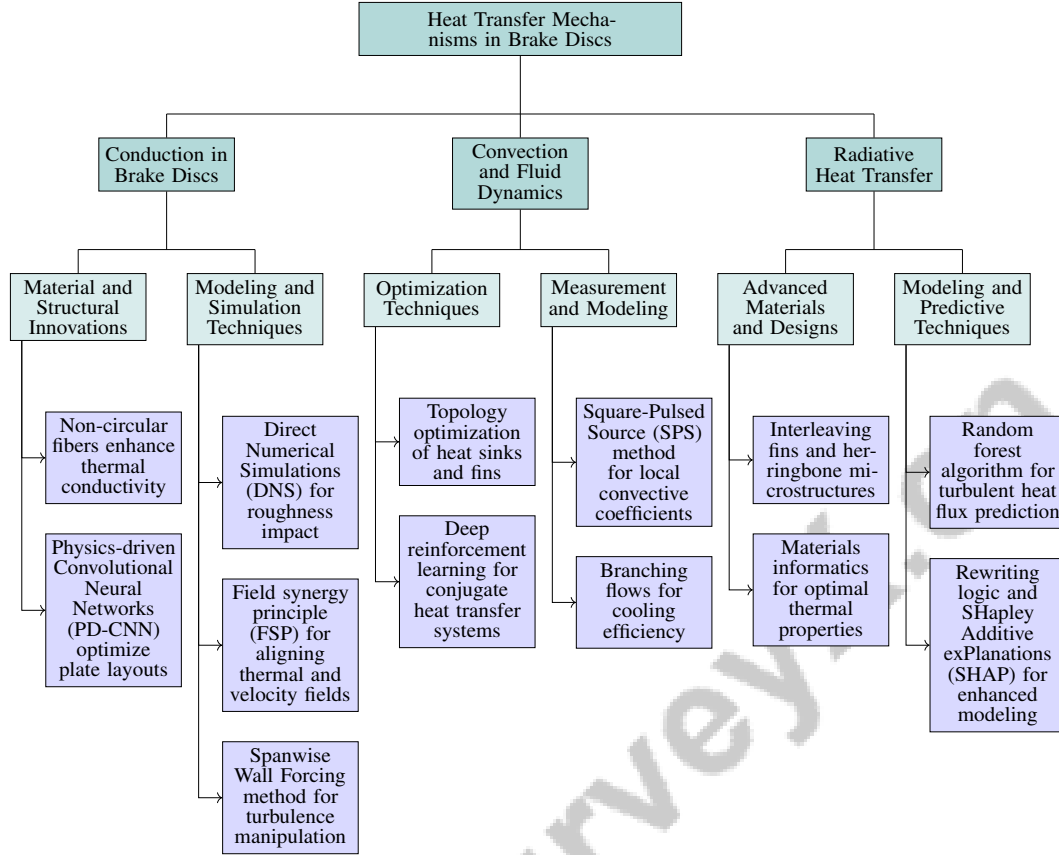 Heat Transfer Mecha-
nisms in Brake Discs
Conduction in
Brake Discs
Convection
and Fluid
Dynamics
Radiative
Heat Transfer
Material and
Structural
Innovations
Modeling and
Simulation
Techniques
Optimization
Techniques
Measurement
and Modeling
Advanced
Materials
and Designs
Modeling and
Predictive
Techniques
Non-circular
fibers enhance
thermal
conductivity
Physics-driven
Convolutional
Neural
Networks
(PD-CNN)
optimize
plate layouts
Direct
Numerical
Simulations
(DNS) for
roughness
impact
Field synergy
principle
(FSP) for
aligning
thermal and
velocity fields
Spanwise
Wall Forcing
method for
turbulence
manipulation
Topology
optimization
of heat sinks
and fins
Deep
reinforcement
learning for
conjugate
heat transfer
systems
Square-Pulsed
Source (SPS)
method
for local
convective
coefficients
Branching
flows for
cooling
efficiency
Interleaving
fins and her-
ringbone mi-
crostructures
Materials
informatics
for optimal
thermal
properties
Random
forest
algorithm for
turbulent heat
flux prediction
Rewriting
logic and
SHapley
Additive
exPlanations
(SHAP) for
enhanced
modeling